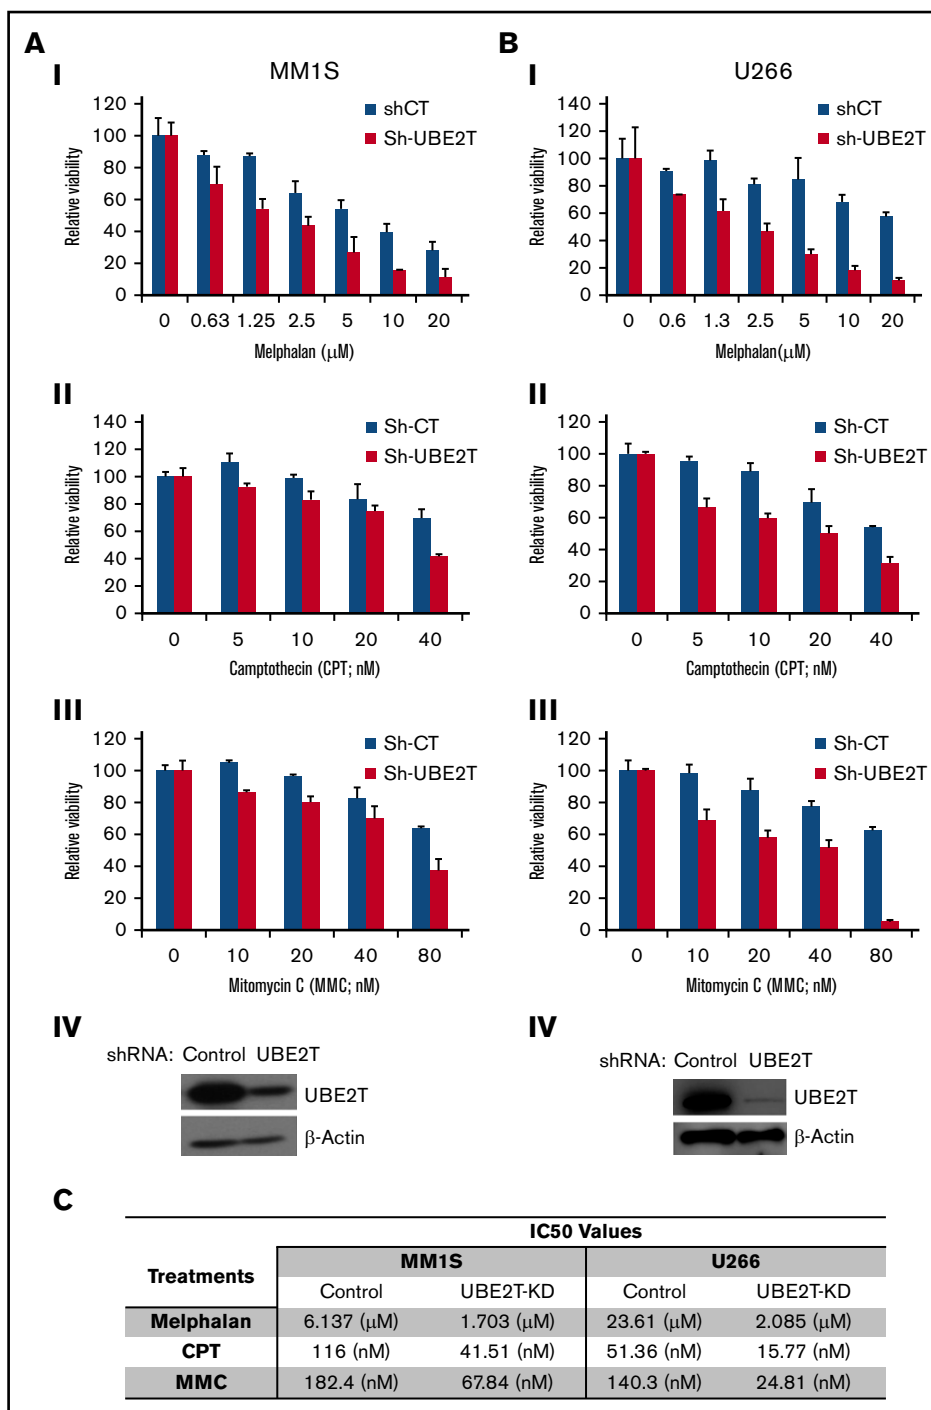 A
B
I
MM1S
I
U266
120
100
80
60
40
20
0
Relative viability
shCT
Sh-UBE2T
0 0.63 1.25 2.5 5 10 20
Melphalan (μM)
140
120
100
80
60
40
20
0
Relative viability
shCT
Sh-UBE2T
0 0.6 1.3 2.5 5 10 20
Melphalan(μM)
II
140
120
100
80
60
40
20
0
Relative viability
Sh-CT
Sh-UBE2T
0 5 10 20 40
Camptothecin (CPT; nM)
II
120
100
80
60
40
20
0
Relative viability
Sh-CT
Sh-UBE2T
0 5 10 20 40
Camptothecin (CPT; nM)
III
120
100
80
60
40
20
0
Relative viability
Sh-CT
Sh-UBE2T
0 10 20 40 80
Mitomycin C (MMC; nM)
III
120
100
80
60
40
20
0
Relative viability
Sh-CT
Sh-UBE2T
0 10 20 40 80
Mitomycin C (MMC; nM)
IV
shRNA: Control UBE2T
UBE2T
β-Actin
IV
shRNA: Control UBE2T
UBE2T
β-Actin
C
IC50 Values
Treatments
MM1S U266
Control UBE2T-KD Control UBE2T-KD
Melphalan 6.137 (μM) 1.703 (μM) 23.61 (μM) 2.085 (μM)
CPT 116 (nM) 41.51 (nM) 51.36 (nM) 15.77 (nM)
MMC 182.4 (nM) 67.84 (nM) 140.3 (nM) 24.81 (nM)